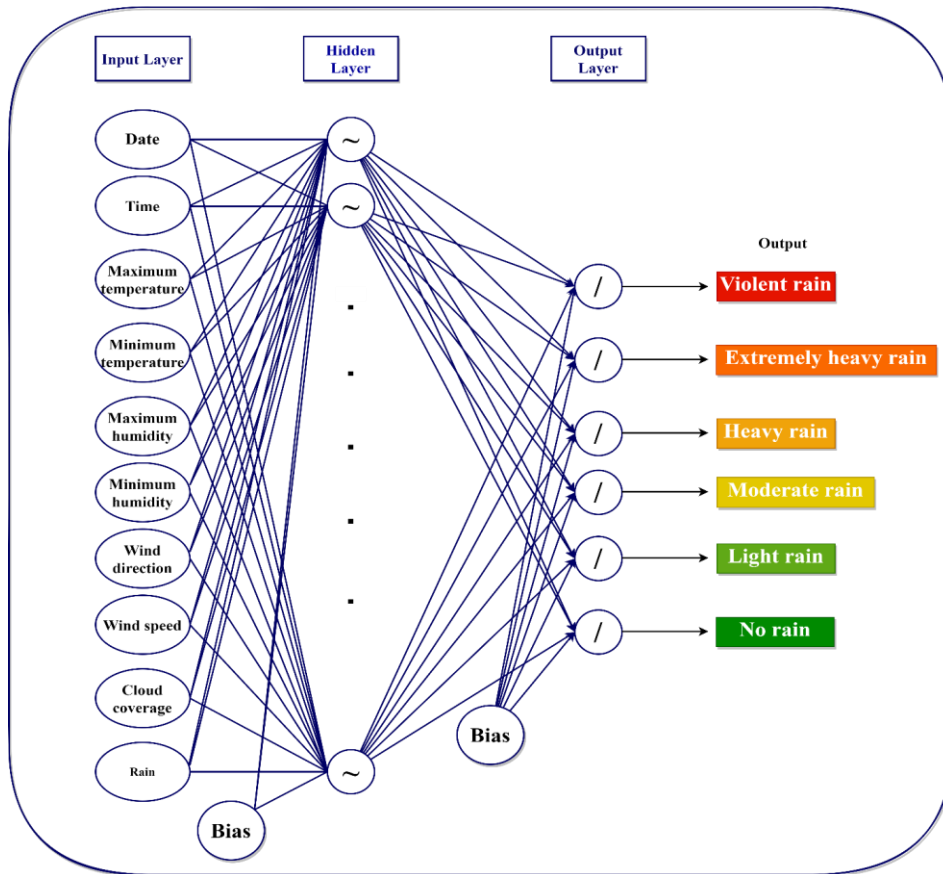 Input Layer
Hidden
Layer
Output
Layer
Date
Time
Maximum
temperature
Minimum
temperature
Maximum
humidity
Minimum
humidity
Wind
direction
Wind speed
Cloud
coverage
Rain
Bias
~
~
~
/
/
/
/
/
/
Bias
Output
Violent rain
Extremely heavy rain
Heavy rain
Moderate rain
Light rain
No rain